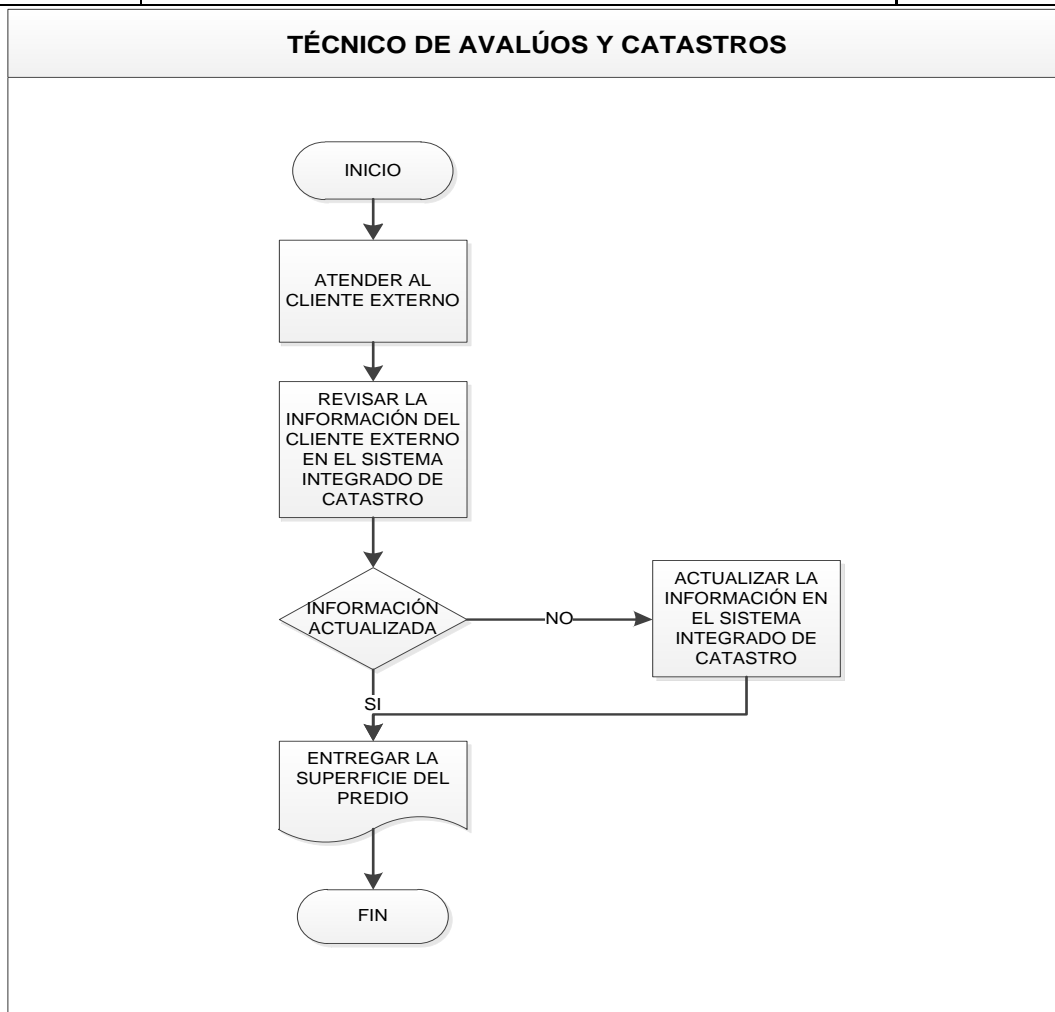 TÉCNICO DE AVALÚOS Y CATASTROS
INICIO
ATENDER AL
CLIENTE EXTERNO
REVISAR LA
INFORMACIÓN DEL
CLIENTE EXTERNO
EN EL SISTEMA
INTEGRADO DE
CATASTRO
INFORMACIÓN
ACTUALIZADA
NO
ACTUALIZAR LA
INFORMACIÓN EN
EL SISTEMA
INTEGRADO DE
CATASTRO
SI
ENTREGAR LA
SUPERFICIE DEL
PREDIO
FIN